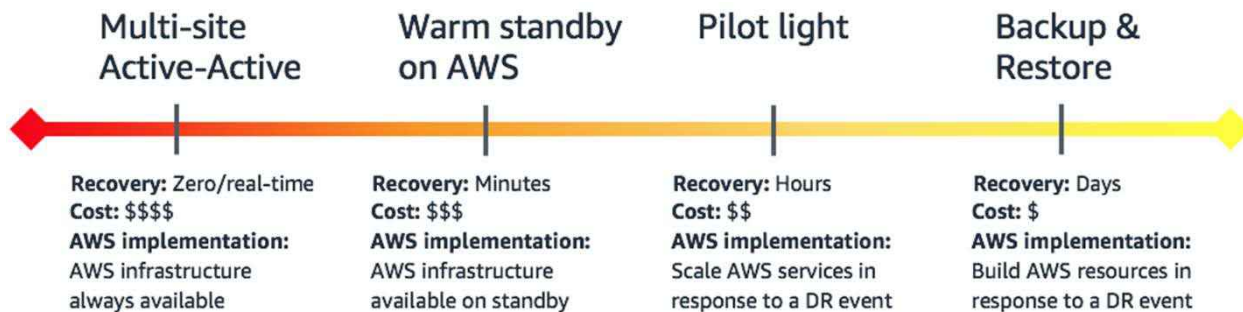 Multi-site
Active-Active
Warm standby
on AWS
Pilot light
Backup &
Restore
Recovery: Zero/real-time
Cost: $$$$
AWS implementation:
AWS infrastructure
always available
Recovery: Minutes
Cost: $$$
AWS implementation:
AWS infrastructure
available on standby
Recovery: Hours
Cost: $$
AWS implementation:
Scale AWS services in
response to a DR event
Recovery: Days
Cost: $
AWS implementation:
Build AWS resources in
response to a DR event